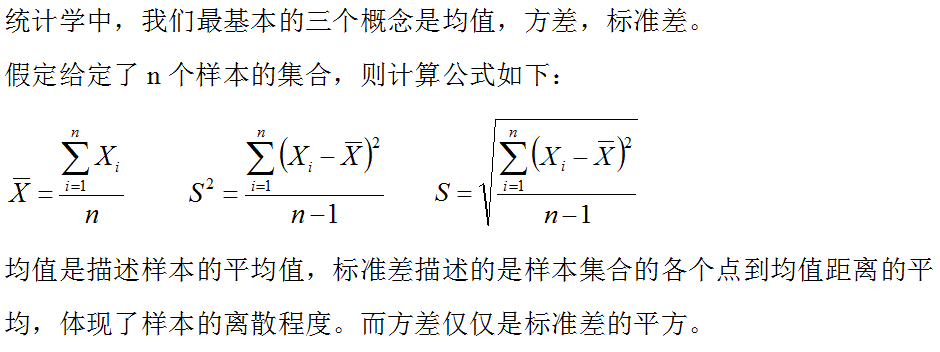 统计学中，我们最基本的三个概念是均值，方差，标准差。
假定给定了 n 个样本的集合，则计算公式如下：
$\overline{X} = \frac{\sum_{i=1}^{n} X_i}{n}$ $S^2 = \frac{\sum_{i=1}^{n} (X_i - \overline{X})^2}{n-1}$ $S = \sqrt{\frac{\sum_{i=1}^{n} (X_i - \overline{X})^2}{n-1}}$
均值是描述样本的平均值，标准差描述的是样本集合的各个点到均值距离的平
均，体现了样本的离散程度。而方差仅仅是标准差的平方。